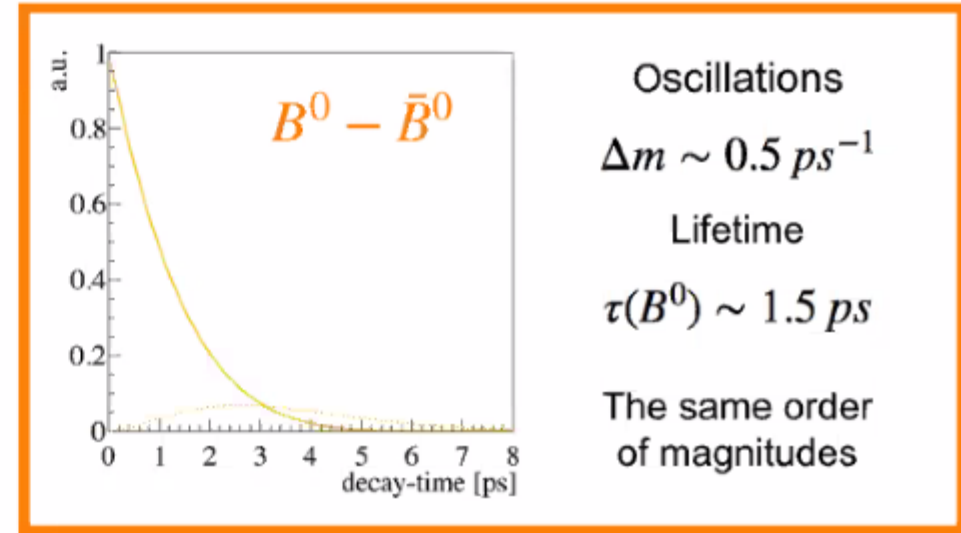 a.u.
1
0.8
0.6
0.4
0.2
0
0 1 2 3 4 5 6 7 8
decay-time [ps]
B⁰ − B̄⁰
Oscillations
Δm ~ 0.5 ps⁻¹
Lifetime
τ(B⁰) ~ 1.5 ps
The same order
of magnitudes